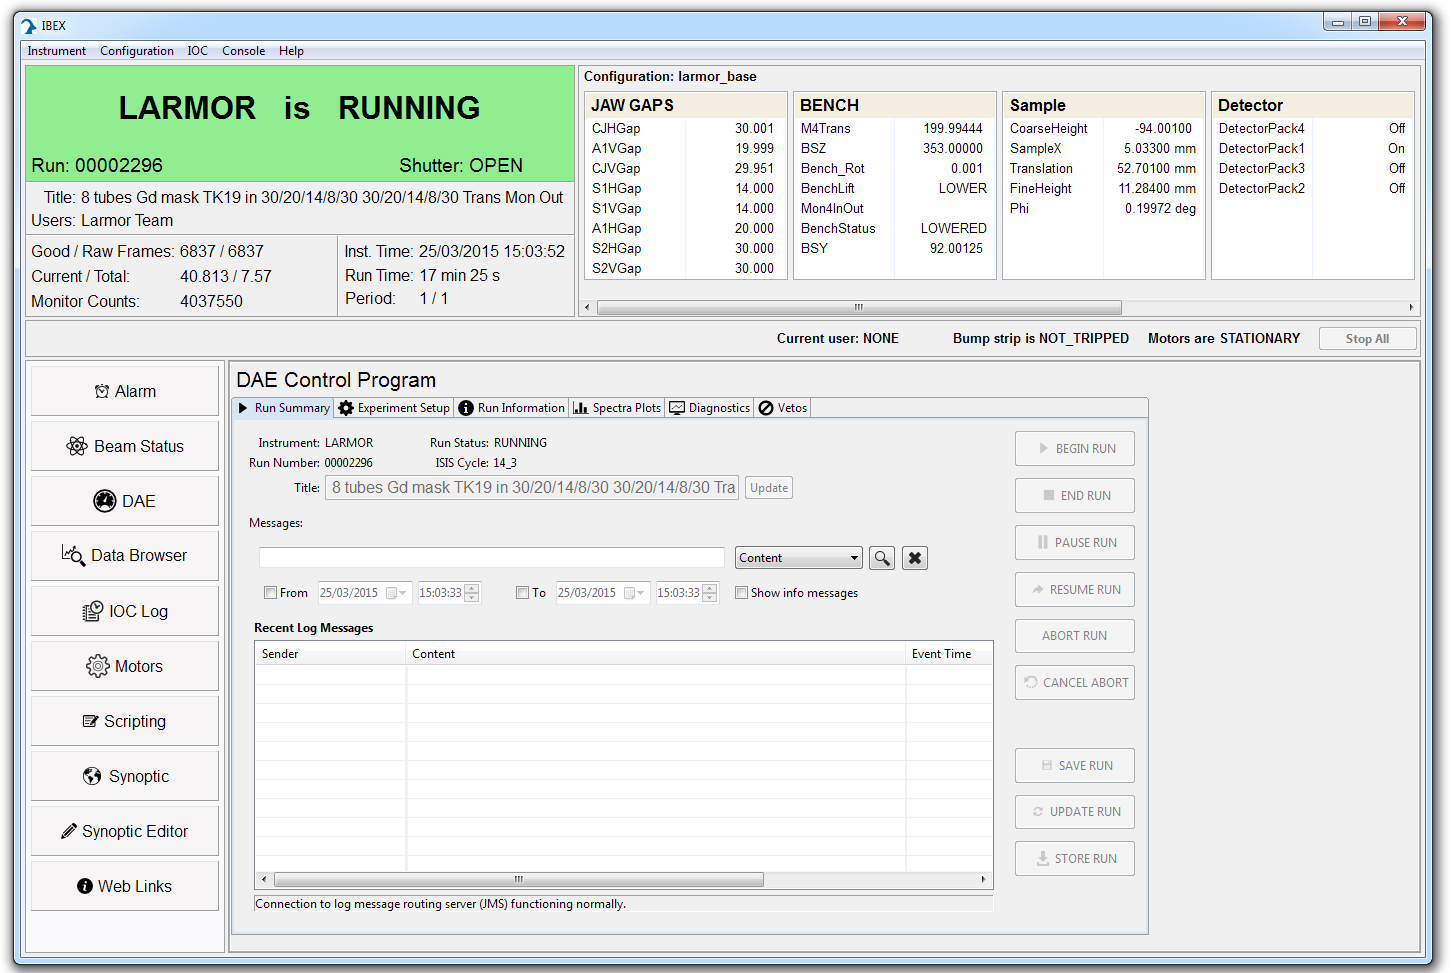 IBEX
Instrument Configuration IOC Console Help
LARMOR is RUNNING
Run: 00002296 Shutter: OPEN
Title: 8 tubes Gd mask TK19 in 30/20/14/8/30 30/20/14/8/30 Trans Mon Out
Users: Larmor Team
Good / Raw Frames: 6837 / 6837
Current / Total: 40.813 / 7.57
Monitor Counts: 4037550
Inst. Time: 25/03/2015 15:03:52
Run Time: 17 min 25 s
Period: 1 / 1
Configuration: larmor_base
JAW GAPS
CJHGap 30.001
A1VGap 19.999
CJVGap 29.951
S1HGap 14.000
S1VGap 14.000
A1HGap 20.000
S2HGap 30.000
S2VGap 30.000
BENCH
M4Trans 199.99444
BSZ 353.00000
Bench_Rot 0.001
BenchLift LOWER
Mon4InOut
BenchStatus LOWERED
BSY 92.00125
Sample
CoarseHeight -94.00100
SampleX 5.03300 mm
Translation 52.70100 mm
FineHeight 11.28400 mm
Phi 0.19972 deg
Detector
DetectorPack4 Off
DetectorPack1 On
DetectorPack3 Off
DetectorPack2 Off
Current user: NONE Bump strip is NOT_TRIPPED Motors are STATIONARY Stop All
Alarm
Beam Status
DAE
Data Browser
IOC Log
Motors
Scripting
Synoptic
Synoptic Editor
Web Links
DAE Control Program
Run Summary Experiment Setup Run Information Spectra Plots Diagnostics Vetos
Instrument: LARMOR Run Status: RUNNING
Run Number: 00002296 ISIS Cycle: 14_3
Title: 8 tubes Gd mask TK19 in 30/20/14/8/30 30/20/14/8/30 Tra Update
Messages:
Content
From 25/03/2015 15:03:33 To 25/03/2015 15:03:33 Show info messages
Recent Log Messages
Sender Content Event Time
Connection to log message routing server (JMS) functioning normally.
BEGIN RUN
END RUN
PAUSE RUN
RESUME RUN
ABORT RUN
CANCEL ABORT
SAVE RUN
UPDATE RUN
STORE RUN